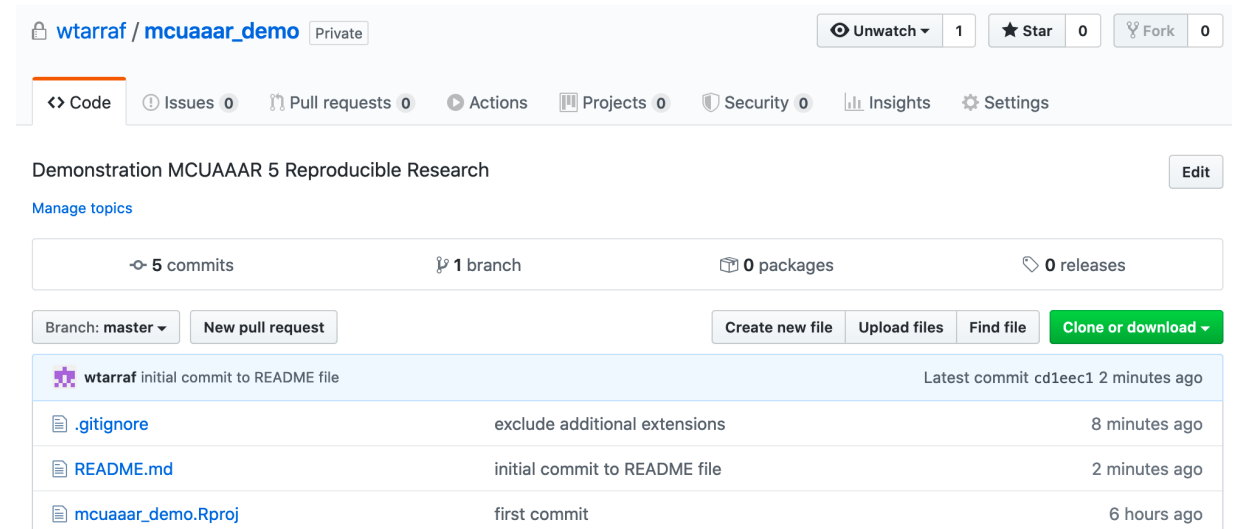 wtarraf / mcuaaar_demo Private Unwatch 1 Star 0 Fork 0
Code Issues 0 Pull requests 0 Actions Projects 0 Security 0 Insights Settings
Demonstration MCUAAAR 5 Reproducible Research Edit
Manage topics
5 commits 1 branch 0 packages 0 releases
Branch: master New pull request Create new file Upload files Find file Clone or download
wtarraf initial commit to README file Latest commit cd1eec1 2 minutes ago
.gitignore exclude additional extensions 8 minutes ago
README.md initial commit to README file 2 minutes ago
mcuaaar_demo.Rproj first commit 6 hours ago